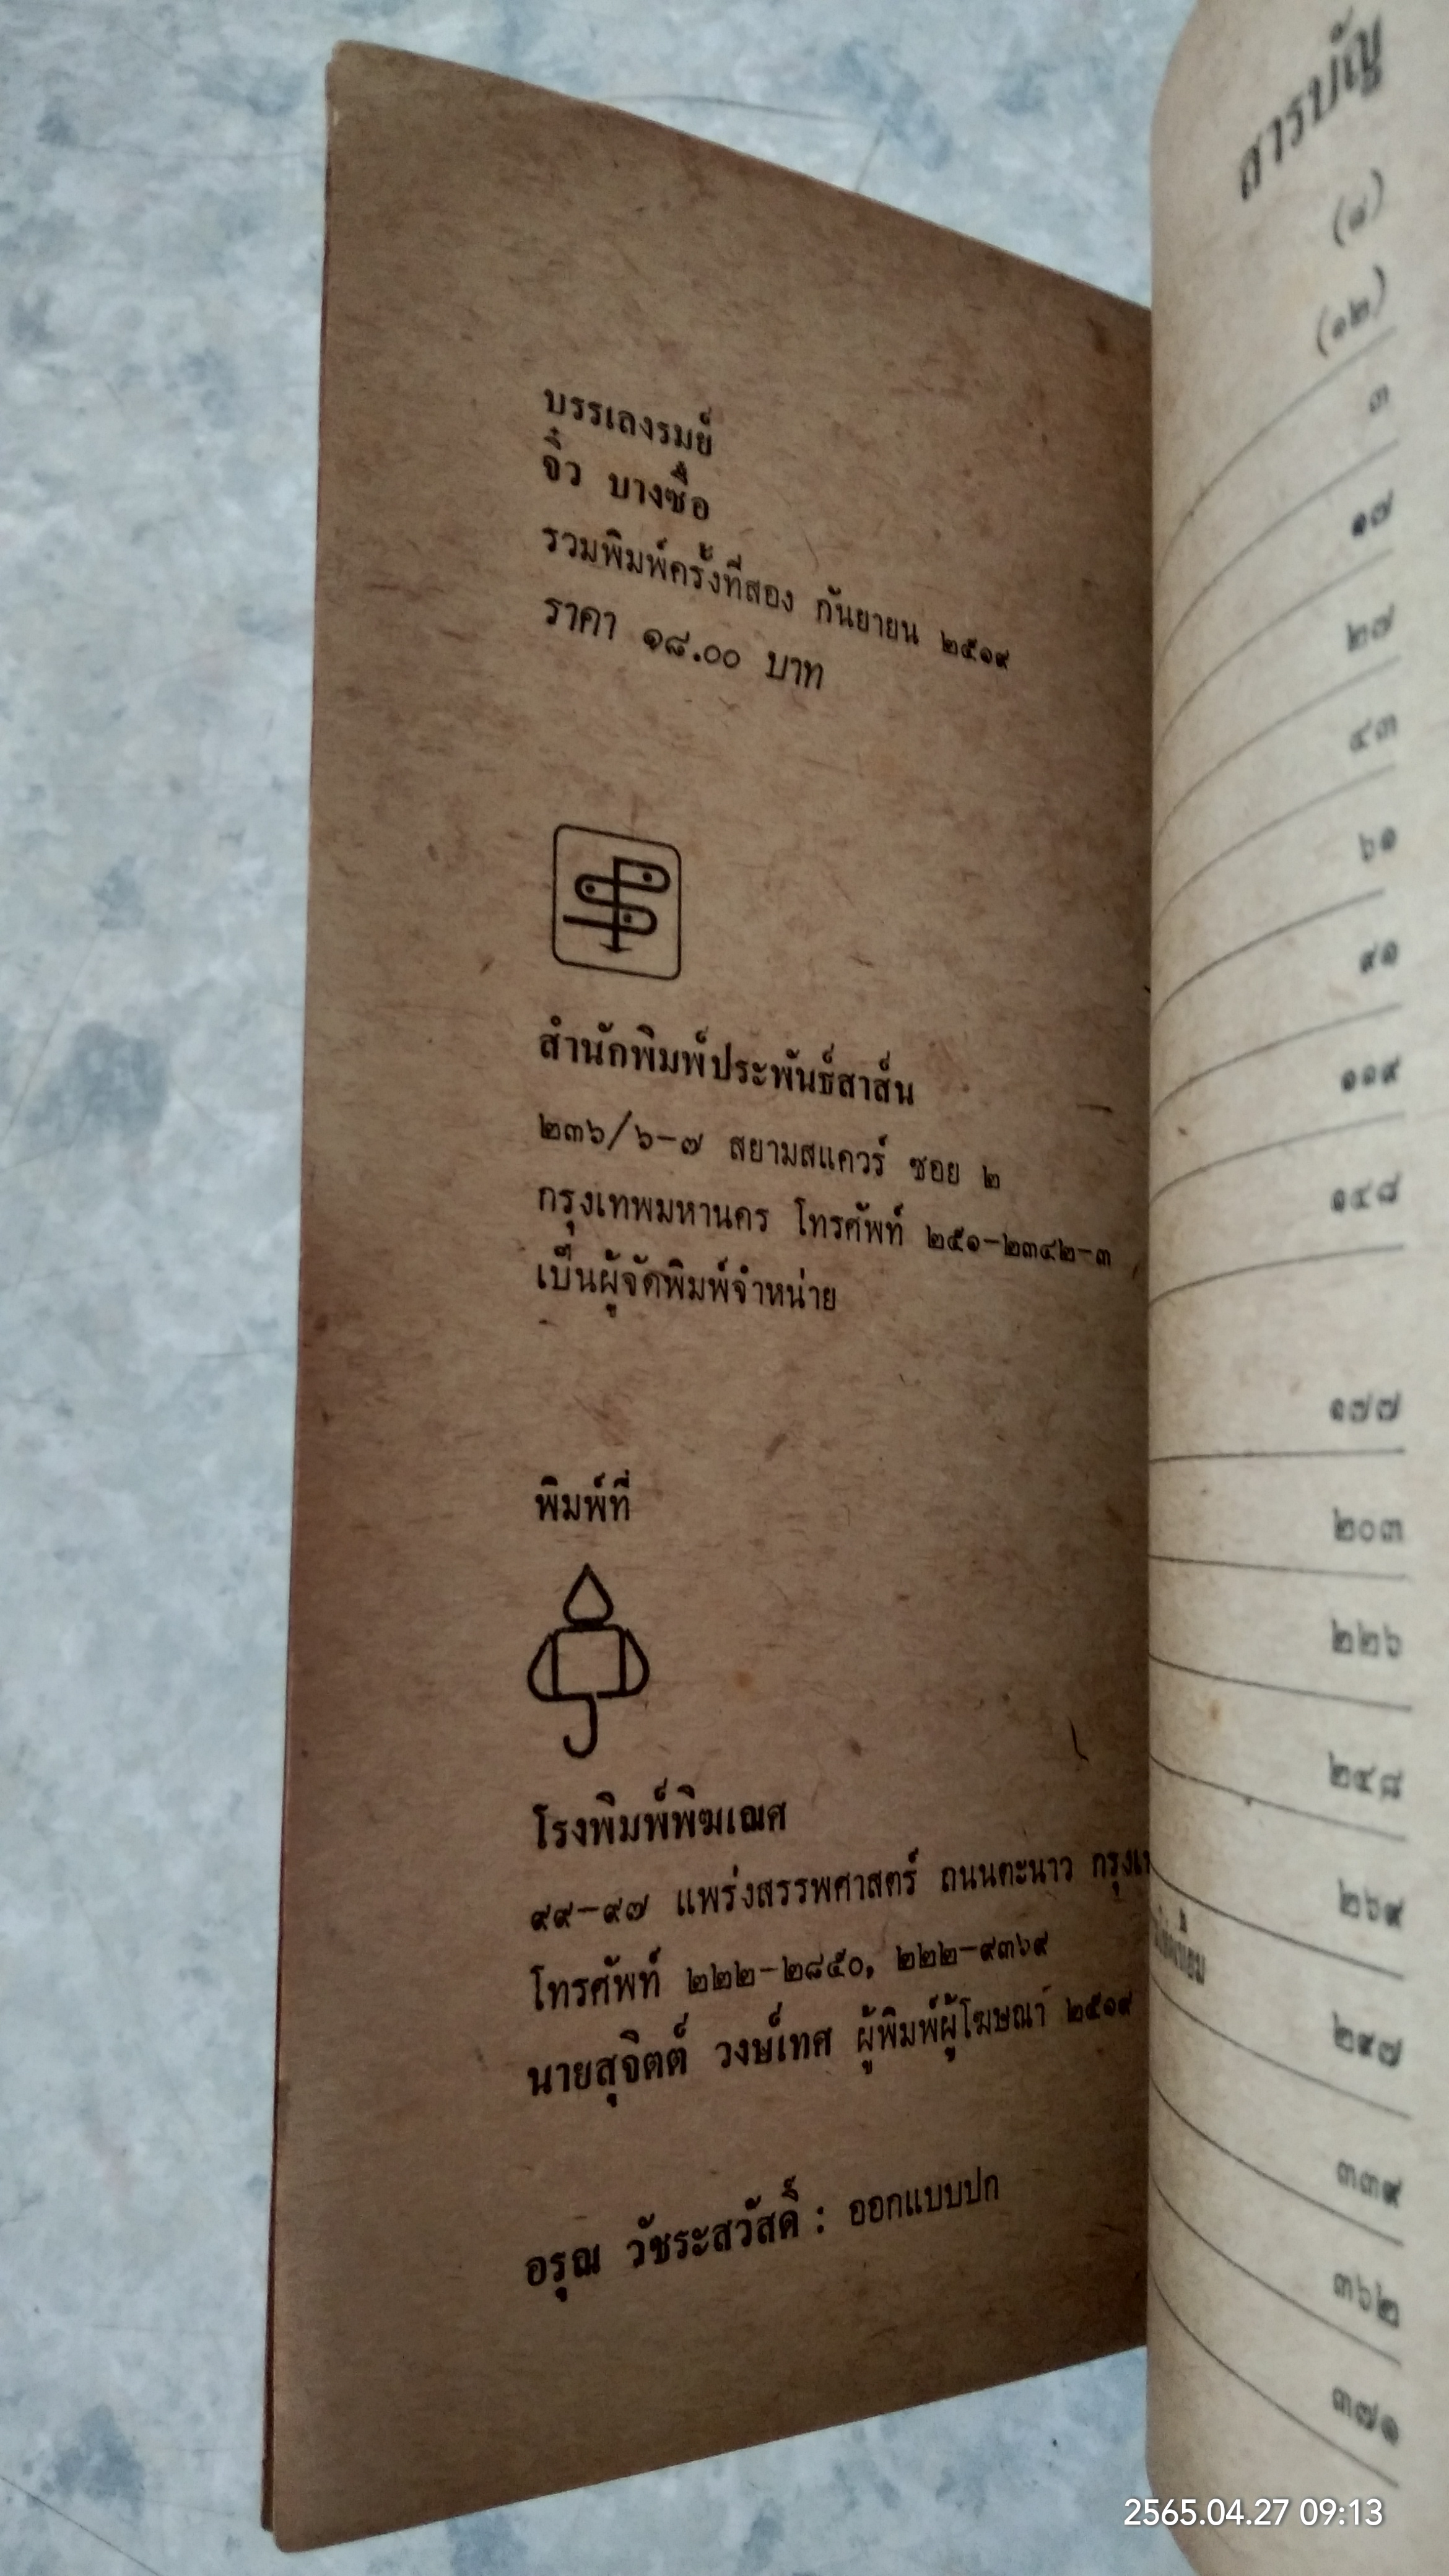 บรรเลงรมย์
จิ๋ว บางซื่อ
รวมพิมพ์ครั้งที่สอง กันยายน ๒๕๑๙
ราคา ๑๘.๐๐ บาท
สำนักพิมพ์ประพันธ์สาส์น
๒๓๖/๖-๗ สยามสแควร์ ซอย ๒
กรุงเทพมหานคร โทรศัพท์ ๒๕๑-๒๓๔๒-๓
เป็นผู้จัดพิมพ์จำหน่าย
พิมพ์ที่
โรงพิมพ์พิฆเณศ
๙๙-๙๗ แพร่งสรรพศาสตร์ ถนนตะนาว กรุงเ
โทรศัพท์ ๒๒๒-๒๘๕๐, ๒๒๒-๙๓๖๙
นายสุจิตต์ วงษ์เทศ ผู้พิมพ์ผู้โฆษณา ๒๕๑๙
อรุณ วัชระสวัสดิ์ : ออกแบบปก
สารบัญ
(๘)
(๑๒)
๓
๑๗
๒๗
๔๓
๖๑
๙๑
๑๑๙
๑๔๘
๑๗๗
๒๐๓
๒๒๖
๒๔๘
๒๖๙
๒๙๗
๓๓๙
๓๖๒
๓๗๑
2565.04.27 09:13